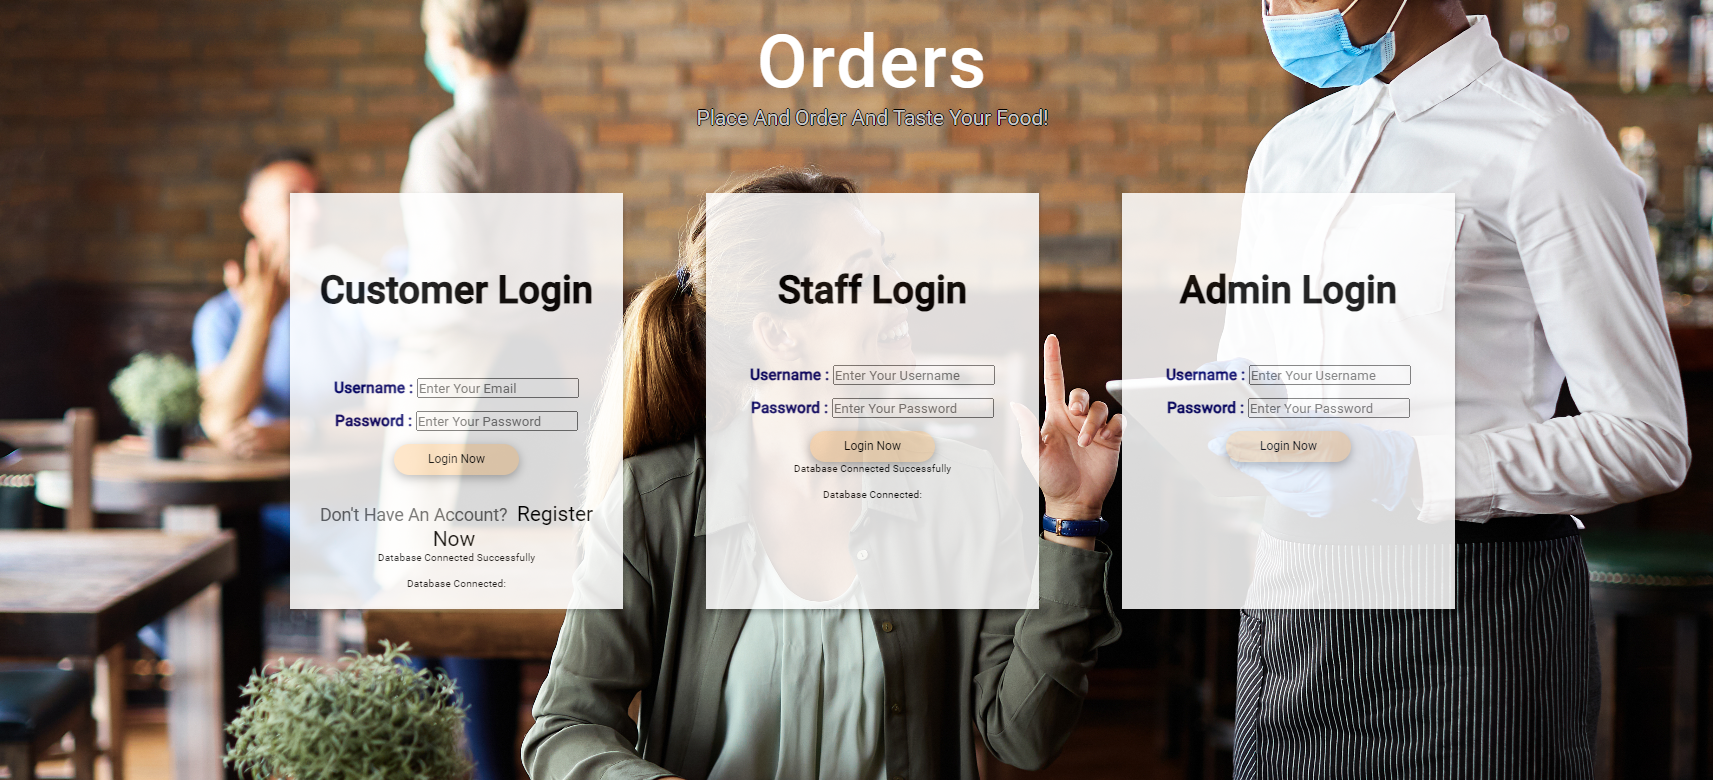 Orders
Place And Order And Taste Your Food!
Customer Login
Username : Enter Your Email
Password : Enter Your Password
Login Now
Don't Have An Account? Register
Now
Database Connected Successfully
Database Connected:
Staff Login
Username : Enter Your Username
Password : Enter Your Password
Login Now
Database Connected Successfully
Database Connected:
Admin Login
Username : Enter Your Username
Password : Enter Your Password
Login Now